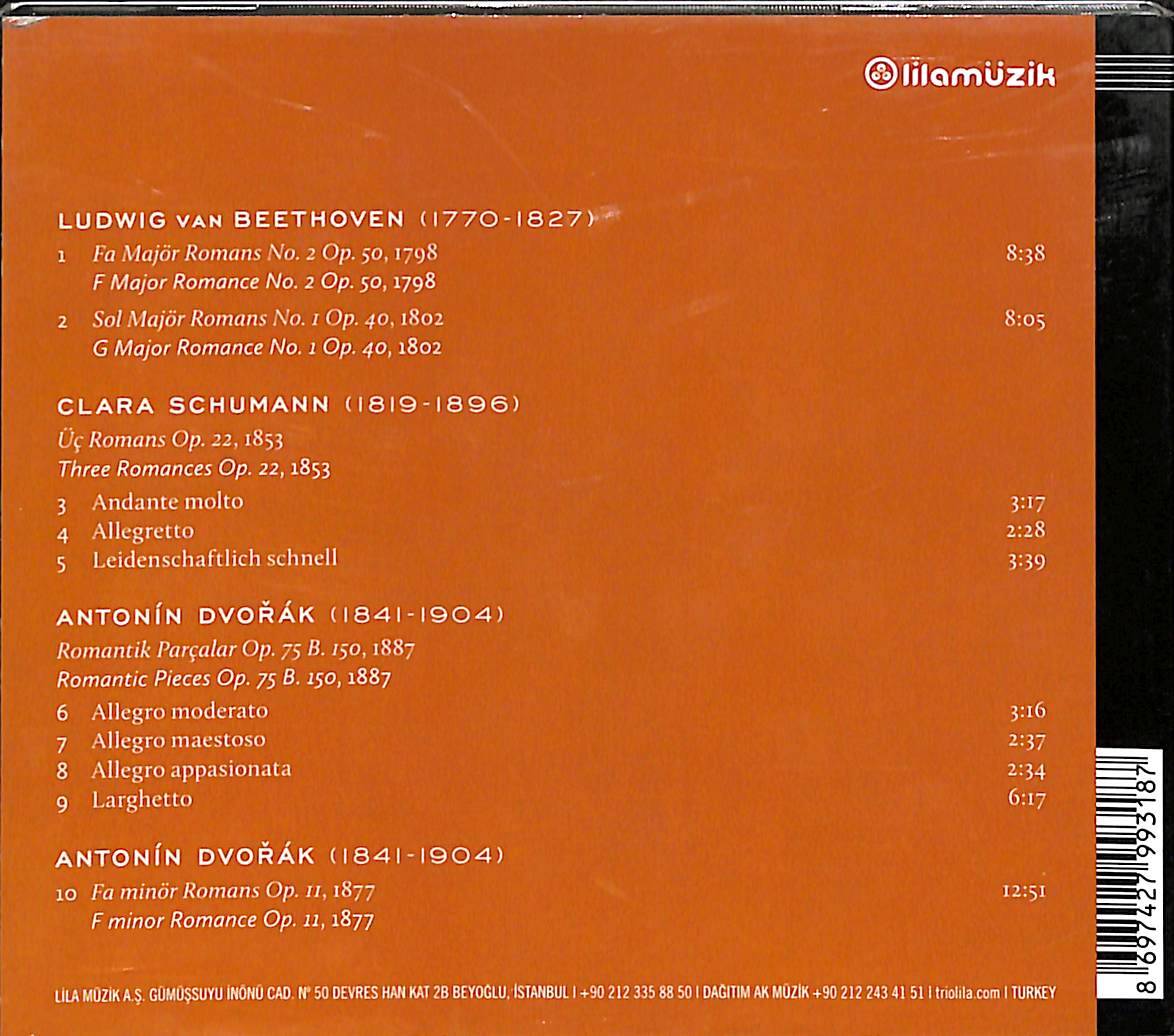 lilamüzik
LUDWIG VAN BEETHOVEN (1770-1827)
1 Fa Majör Romans No. 2 Op. 50, 1798 8:38
F Major Romance No. 2 Op. 50, 1798
2 Sol Majör Romans No. 1 Op. 40, 1802 8:05
G Major Romance No. 1 Op. 40, 1802
CLARA SCHUMANN (1819-1896)
Üç Romans Op. 22, 1853
Three Romances Op. 22, 1853
3 Andante molto 3:17
4 Allegretto 2:28
5 Leidenschaftlich schnell 3:39
ANTONÍN DVOŘÁK (1841-1904)
Romantik Parçalar Op. 75 B. 150, 1887
Romantic Pieces Op. 75 B. 150, 1887
6 Allegro moderato 3:16
7 Allegro maestoso 2:37
8 Allegro appasionata 2:34
9 Larghetto 6:17
ANTONÍN DVOŘÁK (1841-1904)
10 Fa minör Romans Op. 11, 1877 12:51
F minor Romance Op. 11, 1877
LİLA MÜZİK A.Ş. GÜMÜŞSUYU İNÖNÜ CAD. N° 50 DEVRES HAN KAT 2B BEYOĞLU, İSTANBUL I +90 212 335 88 50 I DAĞITIM AK MÜZİK +90 212 243 41 51 I triolila.com I TURKEY
8 697427 993187